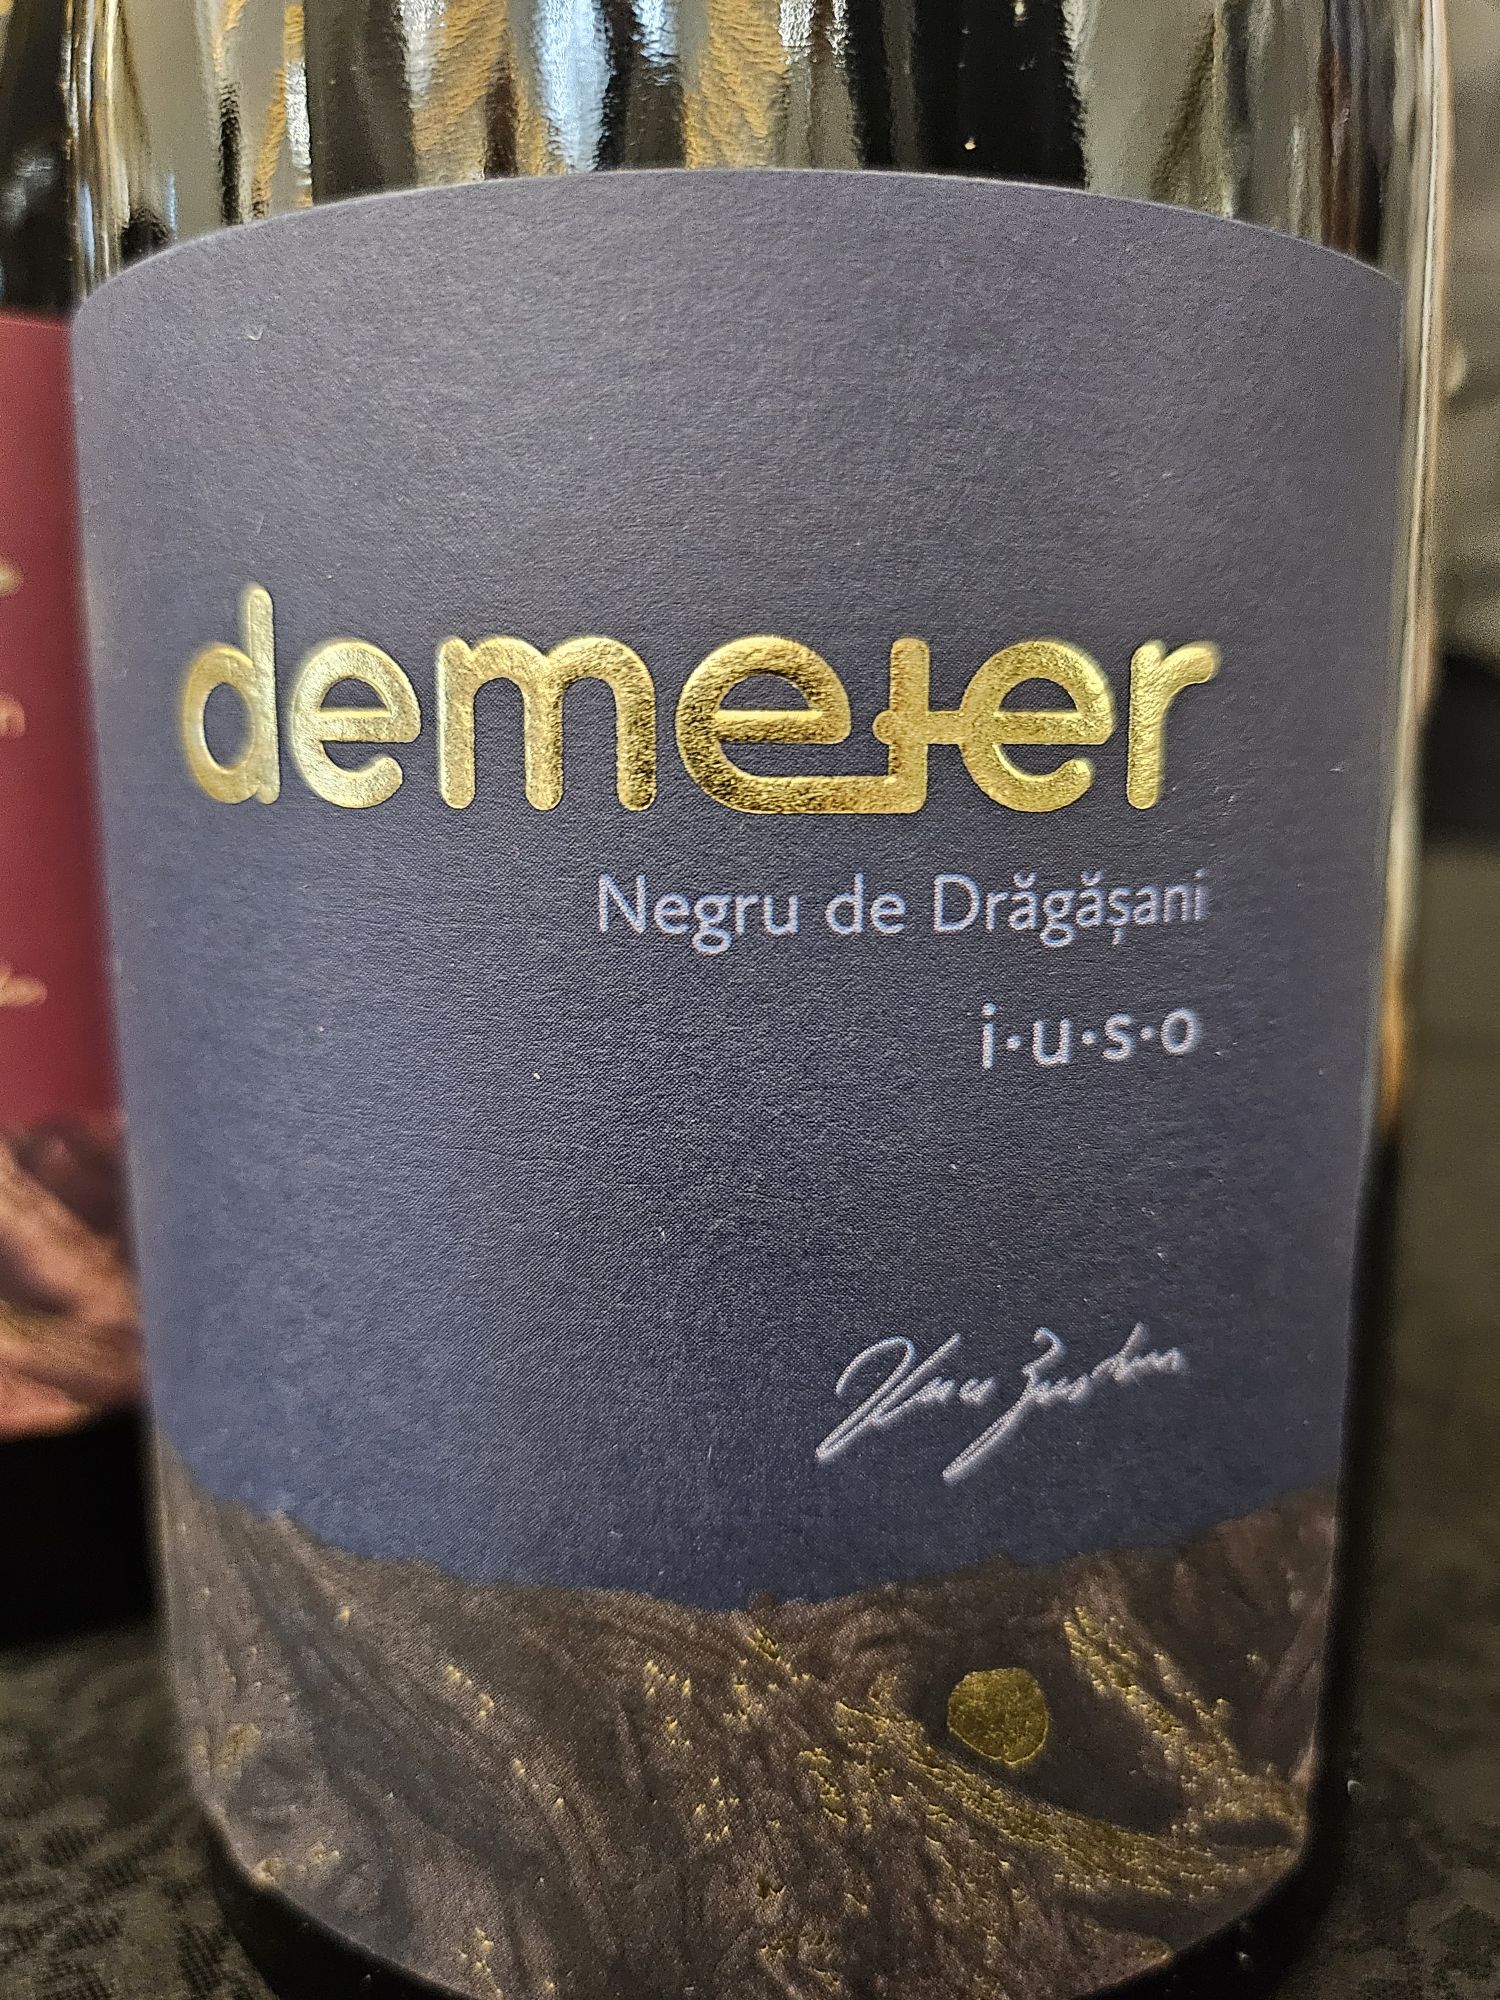 demeter
Negru de Drăgășani
i·u·s·o